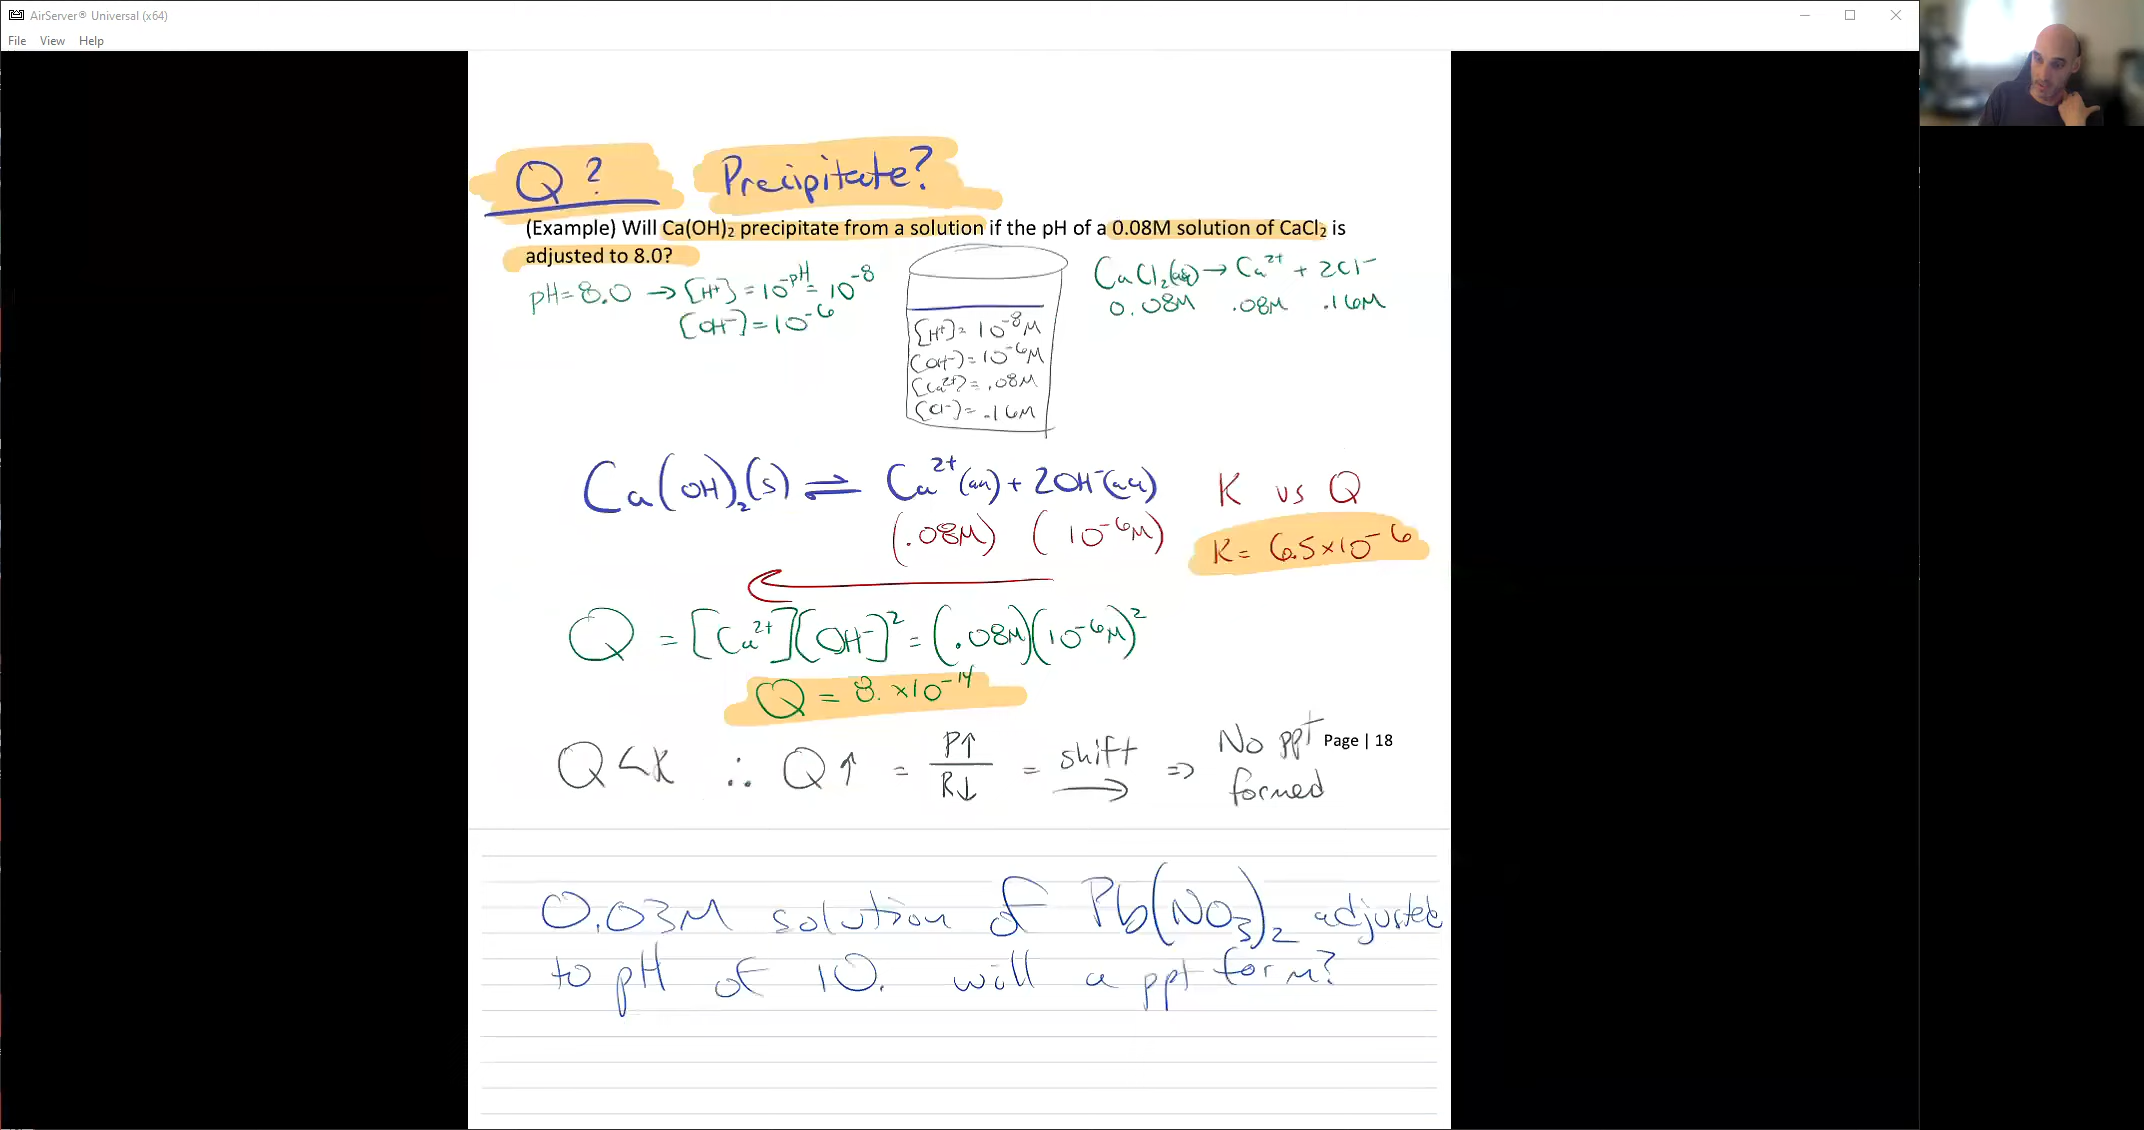 AirServer® Universal (x64)
File View Help
Q? Precipitate?
(Example) Will Ca(OH)₂ precipitate from a solution if the pH of a 0.08M solution of CaCl₂ is
adjusted to 8.0?
pH = 8.0 → [H⁺] = 10⁻ᵖᴴ = 10⁻⁸
[OH⁻] = 10⁻⁶
[H⁺] = 10⁻⁸ M
[OH⁻] = 10⁻⁶ M
[Ca²⁺] = .08M
[Cl⁻] = .16M
CaCl₂(aq) → Ca²⁺ + 2Cl⁻
0.08M .08M .16M
Ca(OH)₂(s) ⇌ Ca²⁺(aq) + 2OH⁻(aq) K vs Q
(.08M) (10⁻⁶M) K = 6.5×10⁻⁶
Q = [Ca²⁺][OH⁻]² = (.08M)(10⁻⁶M)²
Q = 8.×10⁻¹⁴
Q<K ∴ Q↑ = P↑/R↓ = shift → ⇒ No ppt formed
Page | 18
0.03M solution of Pb(NO₃)₂ adjusted
to pH of 10. will a ppt form?